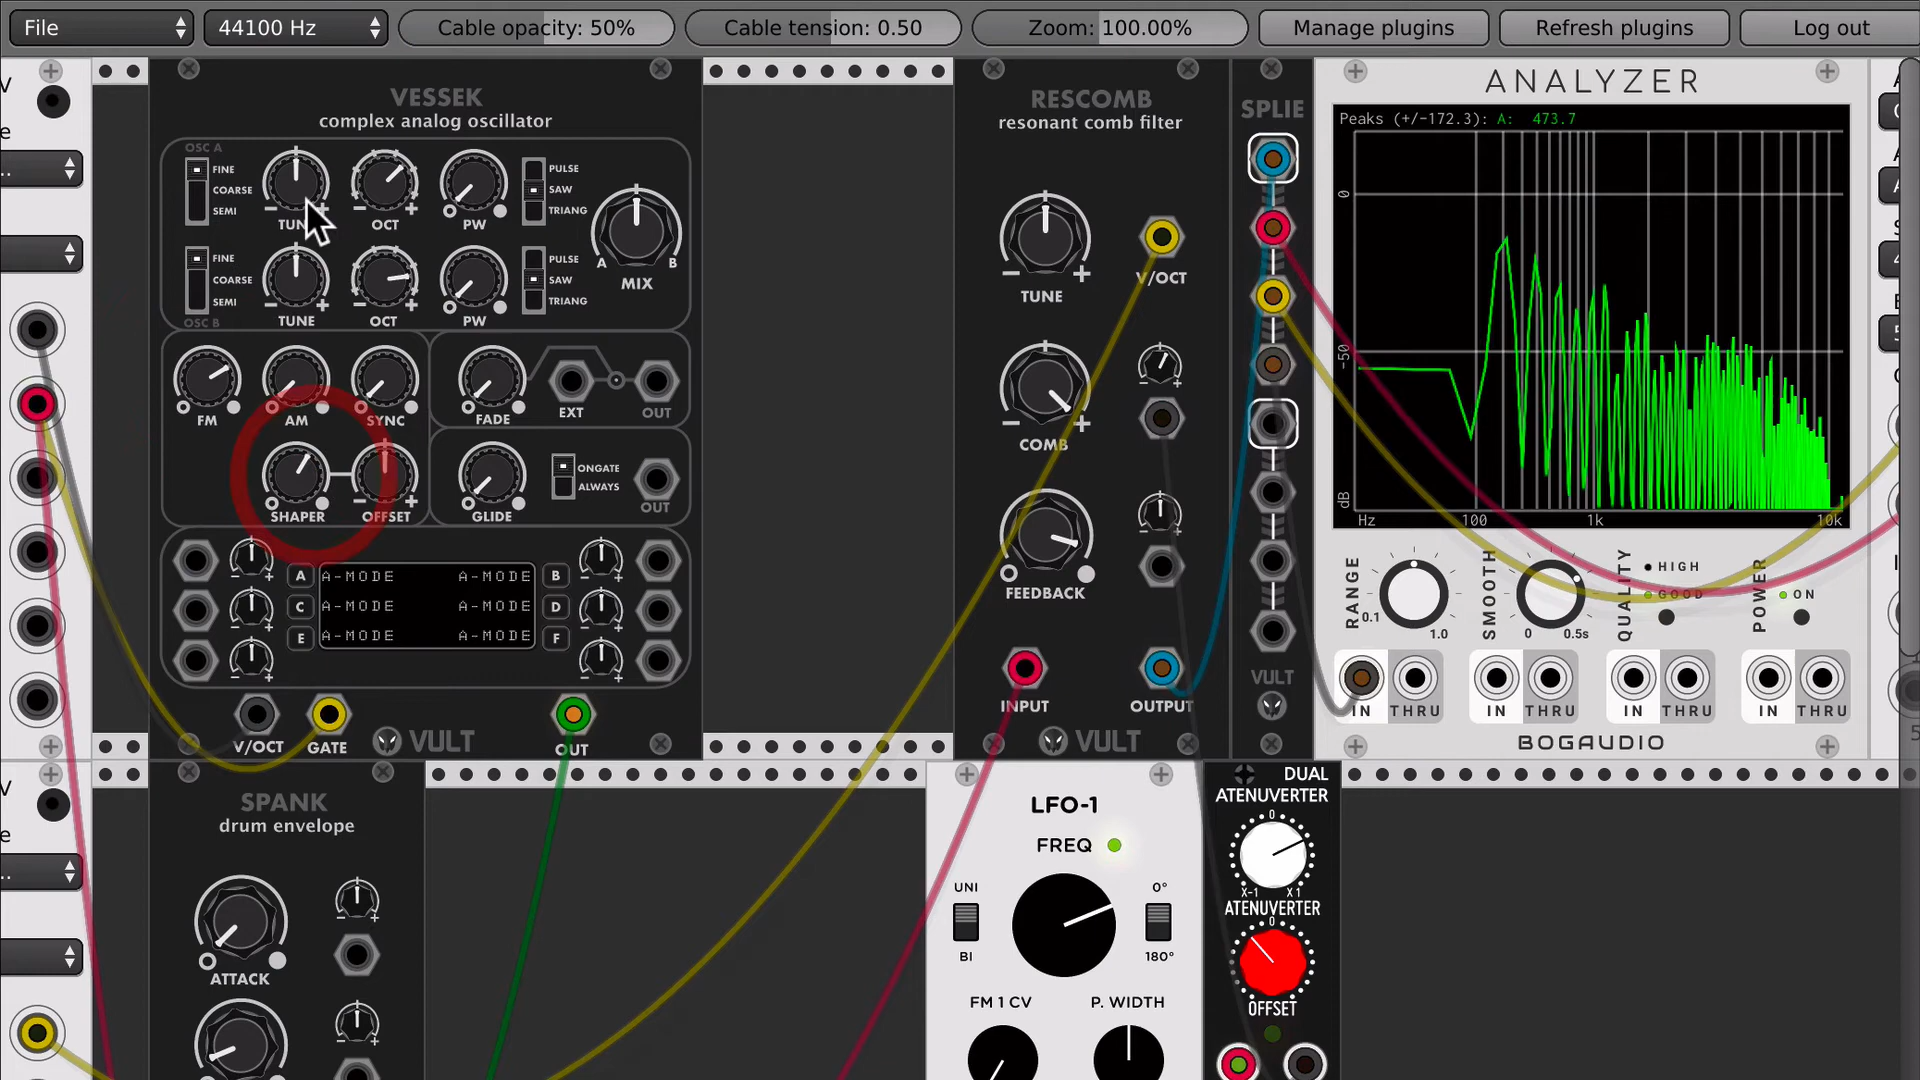 File
44100 Hz
Cable opacity: 50%
Cable tension: 0.50
Zoom: 100.00%
Manage plugins
Refresh plugins
Log out
VESSEK
complex analog oscillator
OSC A
FINE
COARSE
SEMI
TUNE
OCT
PW
PULSE
SAW
TRIANG
FINE
COARSE
SEMI
OSC B
TUNE
OCT
PW
PULSE
SAW
TRIANG
A
B
MIX
FM
AM
SYNC
FADE
EXT
OUT
SHAPER
OFFSET
GLIDE
ONGATE
ALWAYS
OUT
A
A-MODE A-MODE
B
C
A-MODE A-MODE
D
E
A-MODE A-MODE
F
V/OCT
GATE
VULT
OUT
RESCOMB
resonant comb filter
TUNE
V/OCT
COMB
FEEDBACK
INPUT
OUTPUT
VULT
SPLIE
VULT
ANALYZER
Peaks (+/-172.3): A: 473.7
0
-50
dB
Hz
100
1k
10k
RANGE
0.1
1.0
SMOOTH
0
0.5s
QUALITY
HIGH
GOOD
POWER
ON
IN
THRU
IN
THRU
IN
THRU
IN
THRU
BOGAUDIO
SPANK
drum envelope
ATTACK
LFO-1
FREQ
UNI
BI
0°
180°
FM 1 CV
P. WIDTH
DUAL
ATENUVERTER
0
X-1
X 1
ATENUVERTER
0
OFFSET